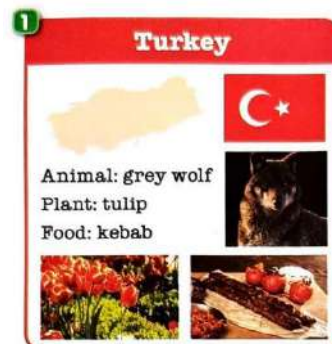 1
Turkey
Animal: grey wolf
Plant: tulip
Food: kebab